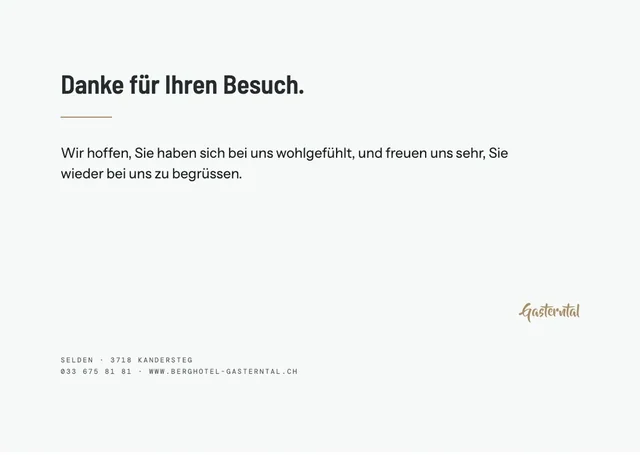 Danke für Ihren Besuch.
Wir hoffen, Sie haben sich bei uns wohlgefühlt, und freuen uns sehr, Sie
wieder bei uns zu begrüssen.
Gasterntal
SELDEN · 3718 KANDERSTEG
033 675 81 81 · WWW.BERGHOTEL-GASTERNTAL.CH